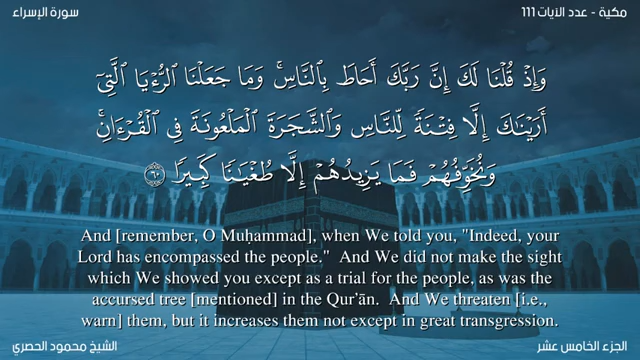 مكية - عدد الآيات 111
سورة الإسراء
وَإِذْ قُلْنَا لَكَ إِنَّ رَبَّكَ أَحَاطَ بِٱلنَّاسِ ۚ وَمَا جَعَلْنَا ٱلرُّءْيَا ٱلَّتِىٓ
أَرَيْنَٰكَ إِلَّا فِتْنَةً لِّلنَّاسِ وَٱلشَّجَرَةَ ٱلْمَلْعُونَةَ فِى ٱلْقُرْءَانِ ۚ
وَنُخَوِّفُهُمْ فَمَا يَزِيدُهُمْ إِلَّا طُغْيَٰنًا كَبِيرًا ٦٠
And [remember, O Muḥammad], when We told you, "Indeed, your
Lord has encompassed the people."  And We did not make the sight
which We showed you except as a trial for the people, as was the
accursed tree [mentioned] in the Qur'ān.  And We threaten [i.e.,
warn] them, but it increases them not except in great transgression.
الجزء الخامس عشر
الشيخ محمود الحصري